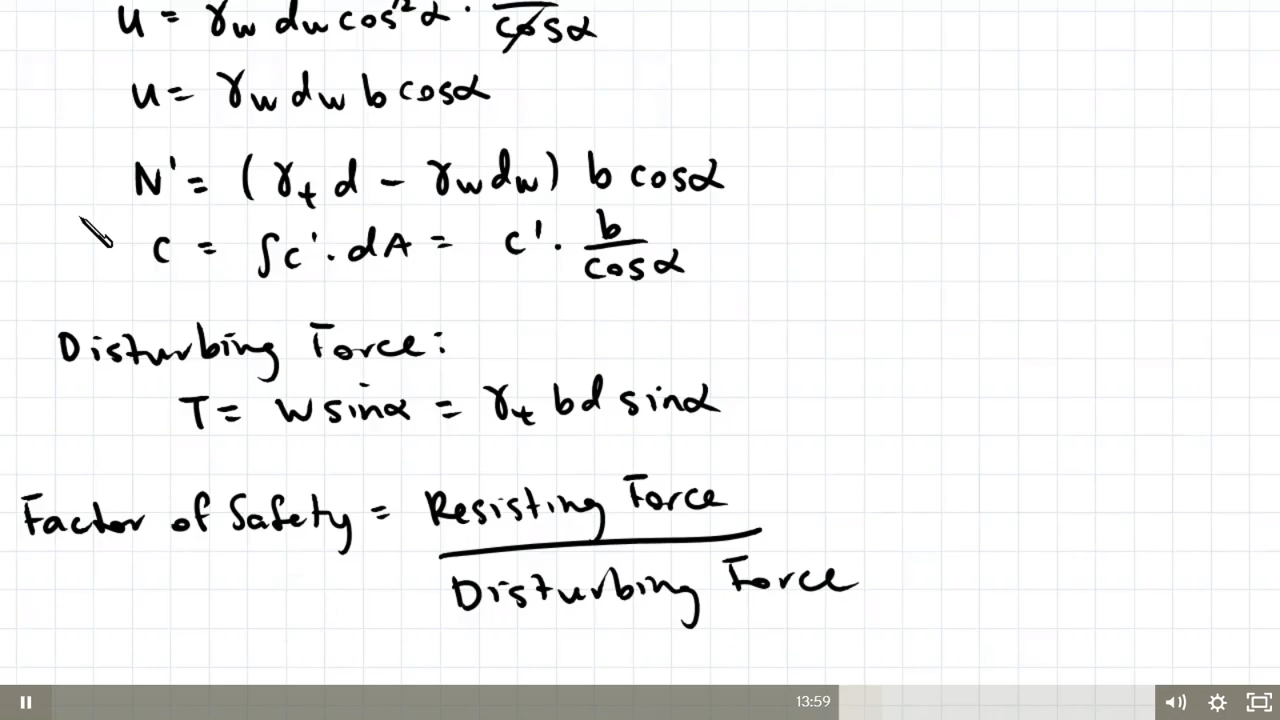 u = γw dw cos²α · cosα
u = γw dw b cosα
N' = (γt d - γw dw) b cosα
c = ∫c'. dA = c' . b/cosα
Disturbing Force:
T = W sinα = γt bd sinα
Factor of Safety = Resisting Force / Disturbing Force
13:59